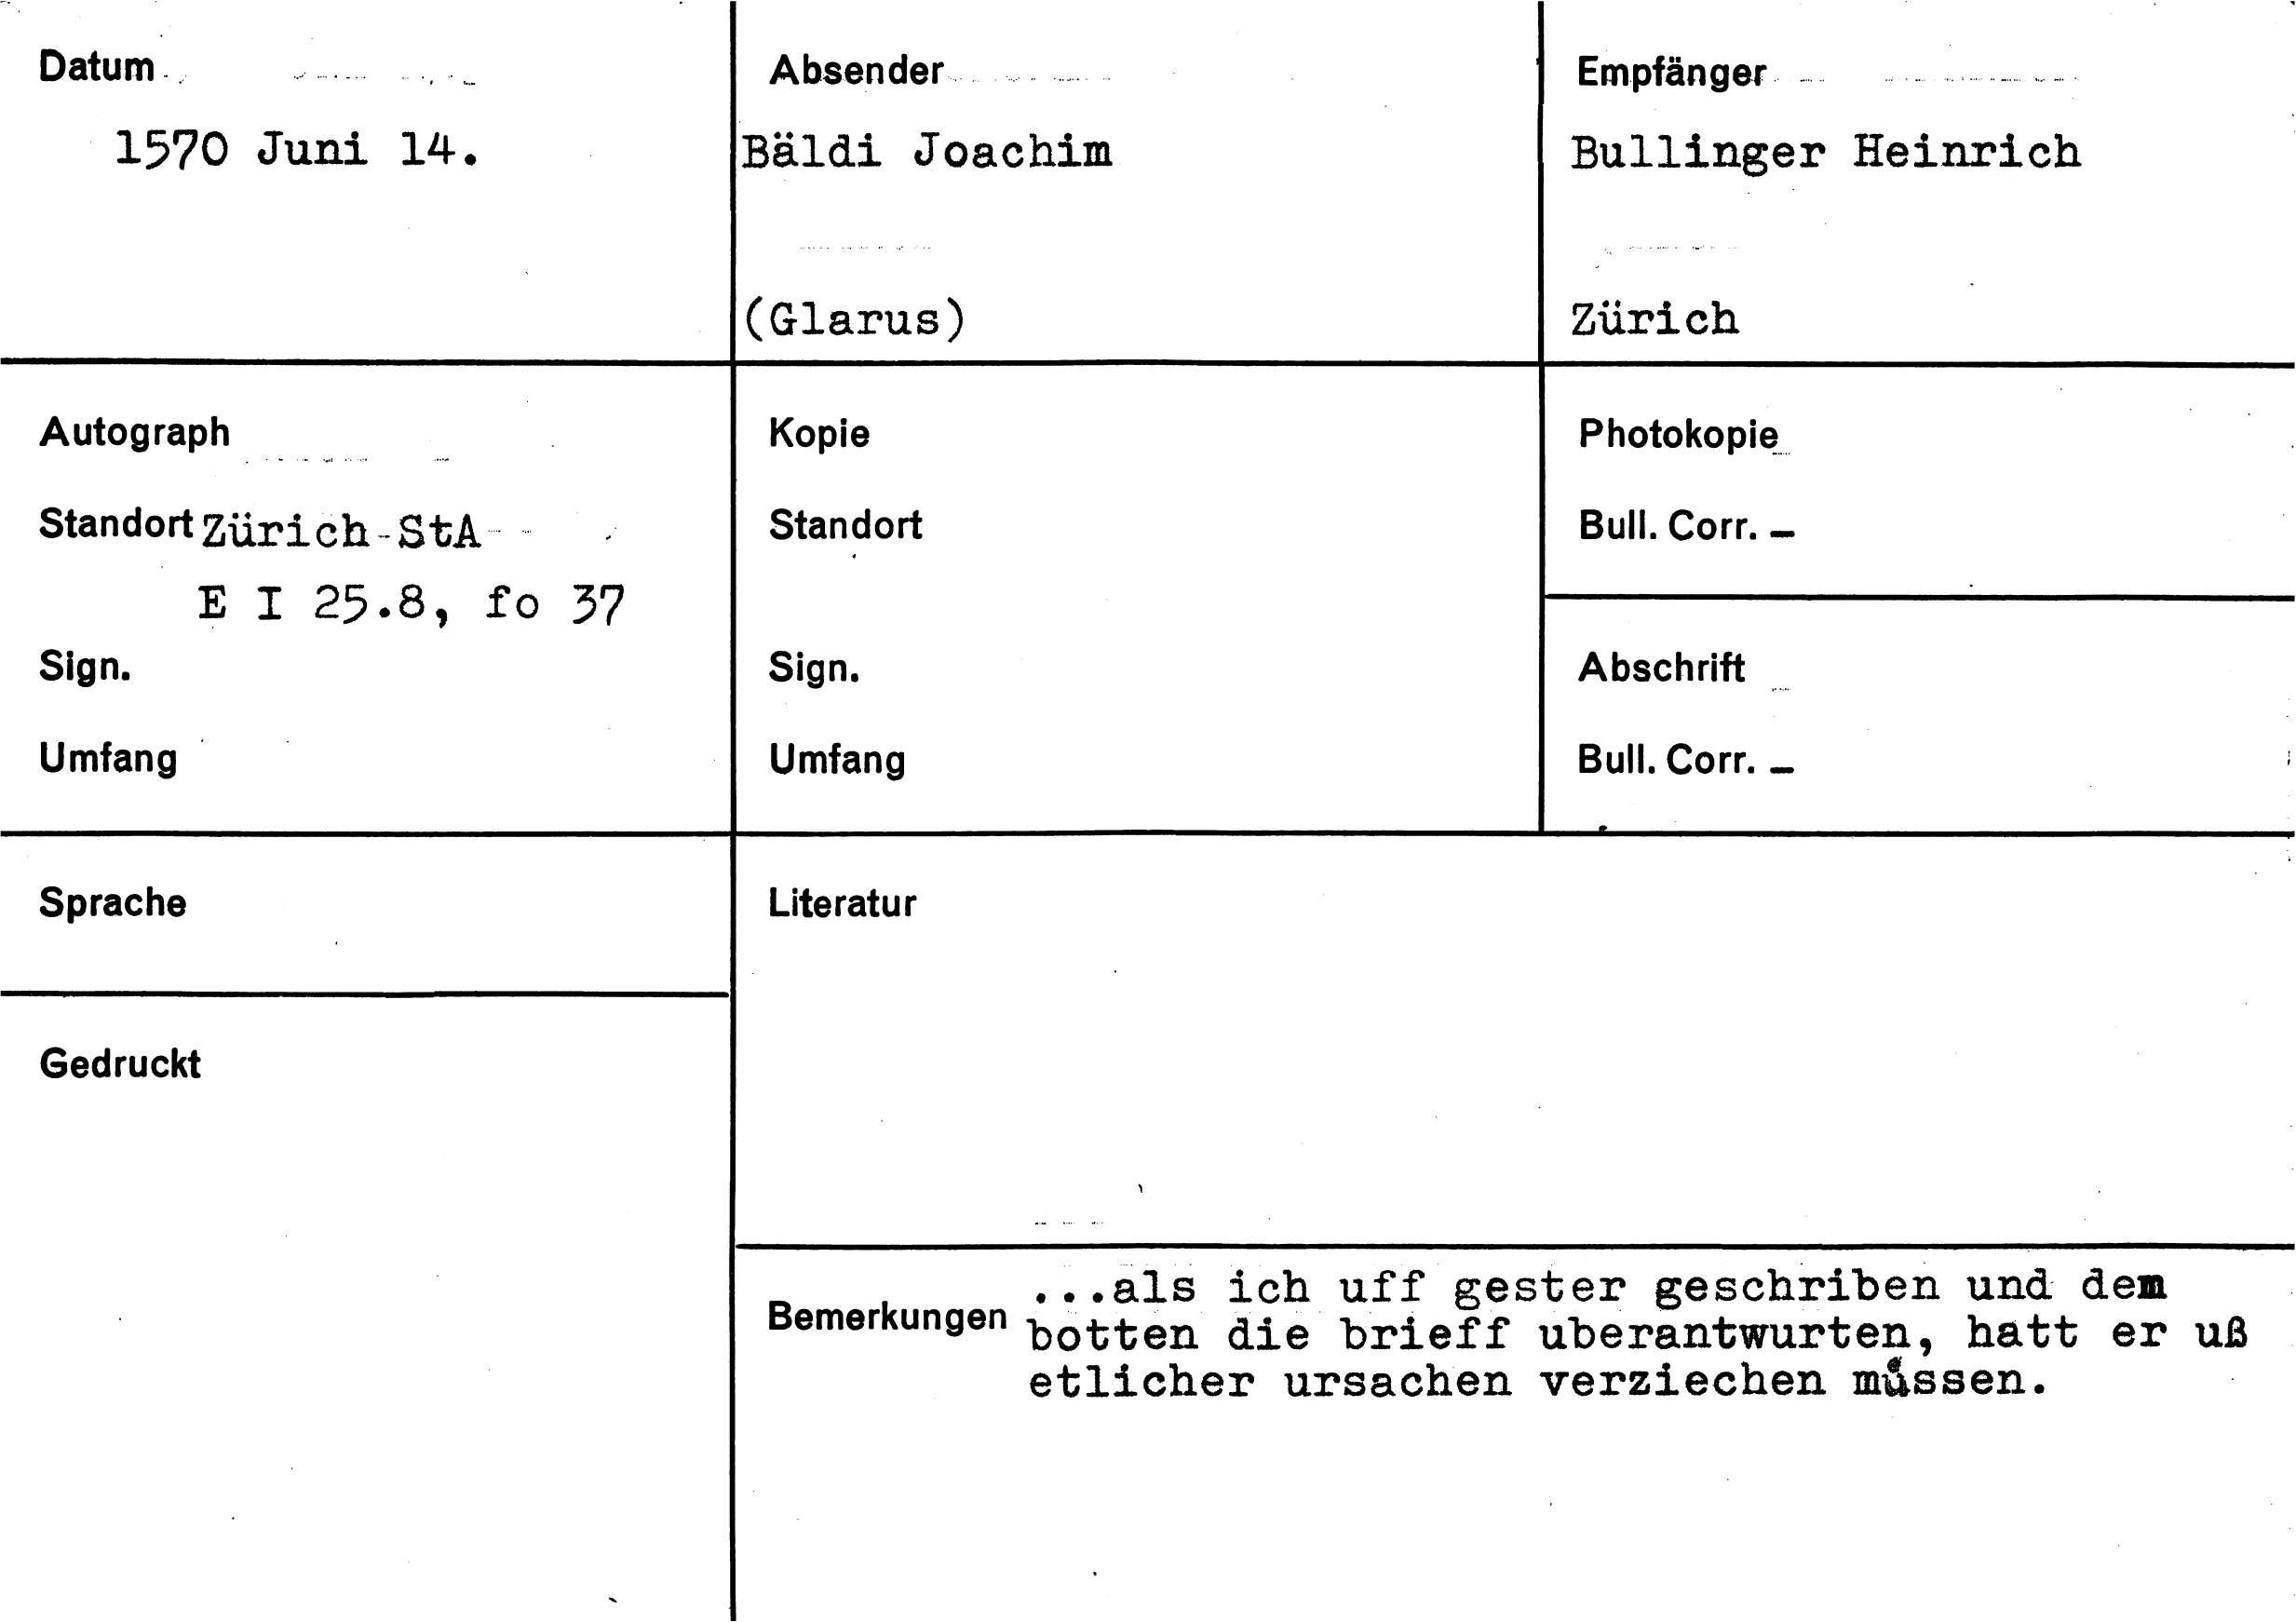 Datum
1570 Juni 14.
Absender
Bäldi Joachim
(Glarus)
Empfänger
Bullinger Heinrich
Zürich
Autograph
Standort Zürich StA
E I 25.8, fo 37
Sign.
Umfang
Kopie
Standort
Sign.
Umfang
Photokopie
Bull. Corr. –
Abschrift
Bull. Corr. –
Sprache
Gedruckt
Literatur
Bemerkungen
...als ich uff gester geschriben und dem
botten die brieff uberantwurten, hatt er uß
etlicher ursachen verziechen muͤssen.